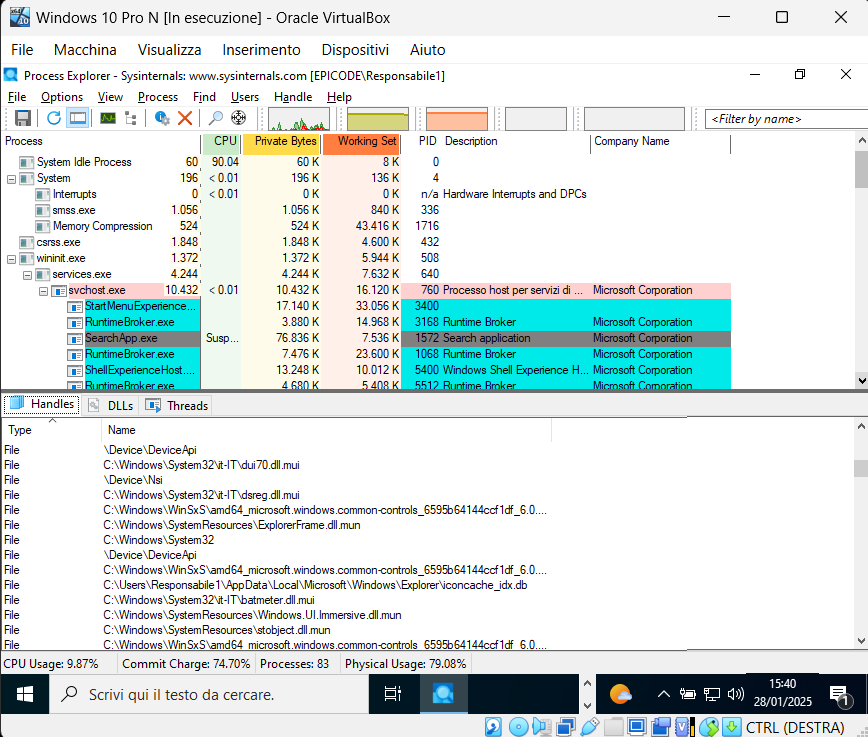 Windows 10 Pro N [In esecuzione] - Oracle VirtualBox
File Macchina Visualizza Inserimento Dispositivi Aiuto
Process Explorer - Sysinternals: www.sysinternals.com [EPICODE\Responsabile1]
File Options View Process Find Users Handle Help
<Filter by name>
Process CPU Private Bytes Working Set PID Description Company Name
System Idle Process 60 90.04 60 K 8 K 0
System 196 < 0.01 196 K 136 K 4
Interrupts 0 < 0.01 0 K 0 K n/a Hardware Interrupts and DPCs
smss.exe 1.056 1.056 K 840 K 336
Memory Compression 524 524 K 43.416 K 1716
csrss.exe 1.848 1.848 K 4.600 K 432
wininit.exe 1.372 1.372 K 5.944 K 508
services.exe 4.244 4.244 K 7.632 K 640
svchost.exe 10.432 < 0.01 10.432 K 16.120 K 760 Processo host per servizi di ... Microsoft Corporation
StartMenuExperience... 17.140 K 33.056 K 3400
RuntimeBroker.exe 3.880 K 14.968 K 3168 Runtime Broker Microsoft Corporation
SearchApp.exe Susp... 76.836 K 7.536 K 1572 Search application Microsoft Corporation
RuntimeBroker.exe 7.476 K 23.600 K 1068 Runtime Broker Microsoft Corporation
ShellExperienceHost.... 13.248 K 10.012 K 5400 Windows Shell Experience H... Microsoft Corporation
RuntimeBroker.exe 4.680 K 5.408 K 5512 Runtime Broker Microsoft Corporation
Handles DLLs Threads
Type Name
File \Device\DeviceApi
File C:\Windows\System32\it-IT\dui70.dll.mui
File \Device\Nsi
File C:\Windows\System32\it-IT\dsreg.dll.mui
File C:\Windows\WinSxS\amd64_microsoft.windows.common-controls_6595b64144ccf1df_6.0....
File C:\Windows\SystemResources\ExplorerFrame.dll.mun
File C:\Windows\System32
File \Device\DeviceApi
File C:\Windows\WinSxS\amd64_microsoft.windows.common-controls_6595b64144ccf1df_6.0....
File C:\Users\Responsabile1\AppData\Local\Microsoft\Windows\Explorer\iconcache_idx.db
File C:\Windows\System32\it-IT\batmeter.dll.mui
File C:\Windows\SystemResources\Windows.UI.Immersive.dll.mun
File C:\Windows\SystemResources\stobject.dll.mun
File C:\Windows\WinSxS\amd64_microsoft.windows.common-controls_6595b64144ccf1df_6.0....
CPU Usage: 9.87% Commit Charge: 74.70% Processes: 83 Physical Usage: 79.08%
Scrivi qui il testo da cercare.
15:40
28/01/2025
1
CTRL (DESTRA)